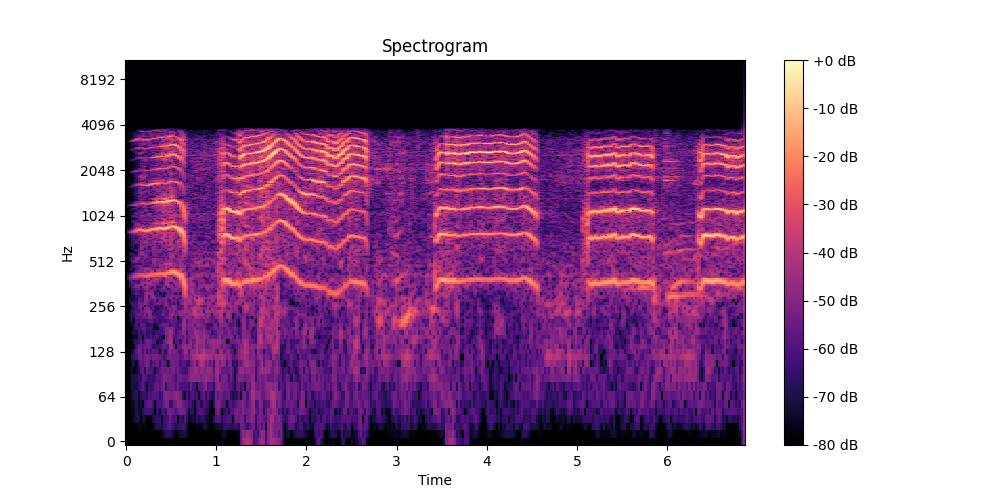 Spectrogram
Hz
8192
4096
2048
1024
512
256
128
64
0
0 1 2 3 4 5 6
Time
+0 dB
-10 dB
-20 dB
-30 dB
-40 dB
-50 dB
-60 dB
-70 dB
-80 dB